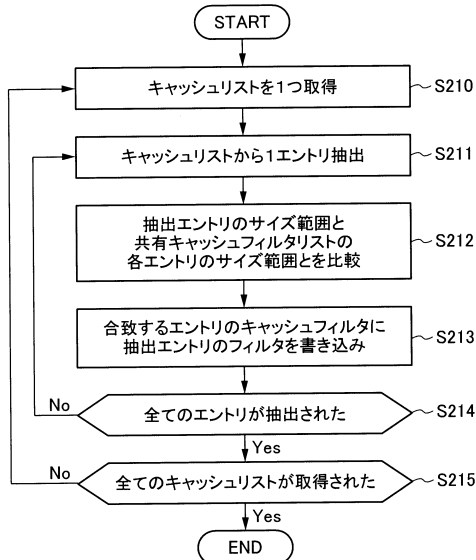 START
キャッシュリストを1つ取得
S210
キャッシュリストから1エントリ抽出
S211
抽出エントリのサイズ範囲と
共有キャッシュフィルタリストの
各エントリのサイズ範囲とを比較
S212
合致するエントリのキャッシュフィルタに
抽出エントリのフィルタを書き込み
S213
No
全てのエントリが抽出された
S214
Yes
No
全てのキャッシュリストが取得された
S215
Yes
END